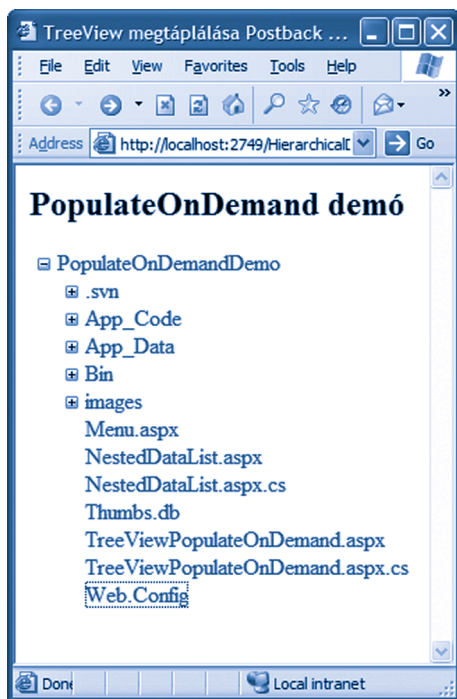 TreeView megtáplálása Postback ...
File Edit View Favorites Tools Help
»
Address http://localhost:2749/Hierarchical Go
PopulateOnDemand demó
PopulateOnDemandDemo
.svn
App_Code
App_Data
Bin
images
Menu.aspx
NestedDataList.aspx
NestedDataList.aspx.cs
Thumbs.db
TreeViewPopulateOnDemand.aspx
TreeViewPopulateOnDemand.aspx.cs
Web.Config
Done Local intranet